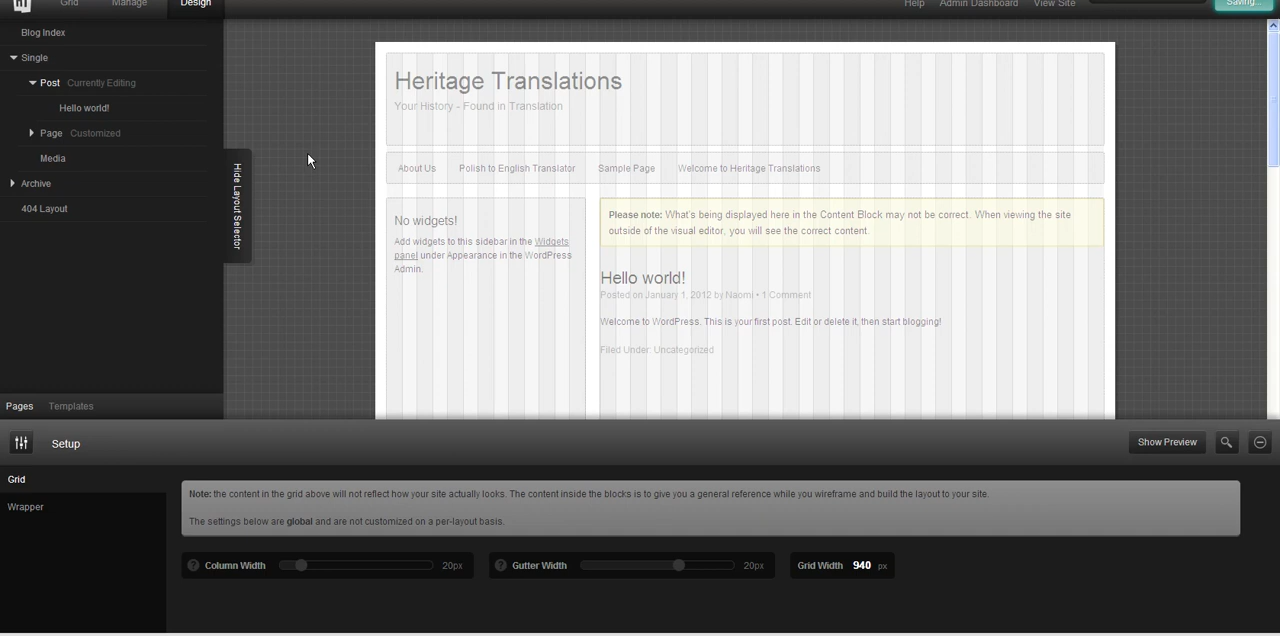 Grid Manage Design Help Admin Dashboard View Site Saving...
Blog Index
Single
Post Currently Editing
Hello world!
Page Customized
Media
Archive
404 Layout
Pages Templates
Hide Layout Selector
Heritage Translations
Your History - Found in Translation
About Us Polish to English Translator Sample Page Welcome to Heritage Translations
No widgets!
Add widgets to this sidebar in the Widgets
panel under Appearance in the WordPress
Admin.
Please note: What's being displayed here in the Content Block may not be correct. When viewing the site
outside of the visual editor, you will see the correct content.
Hello world!
Posted on January 1, 2012 by Naomi • 1 Comment
Welcome to WordPress. This is your first post. Edit or delete it, then start blogging!
Filed Under: Uncategorized
Setup Show Preview
Grid
Wrapper
Note: the content in the grid above will not reflect how your site actually looks. The content inside the blocks is to give you a general reference while you wireframe and build the layout to your site.
The settings below are global and are not customized on a per-layout basis.
? Column Width 20px ? Gutter Width 20px Grid Width 940 px